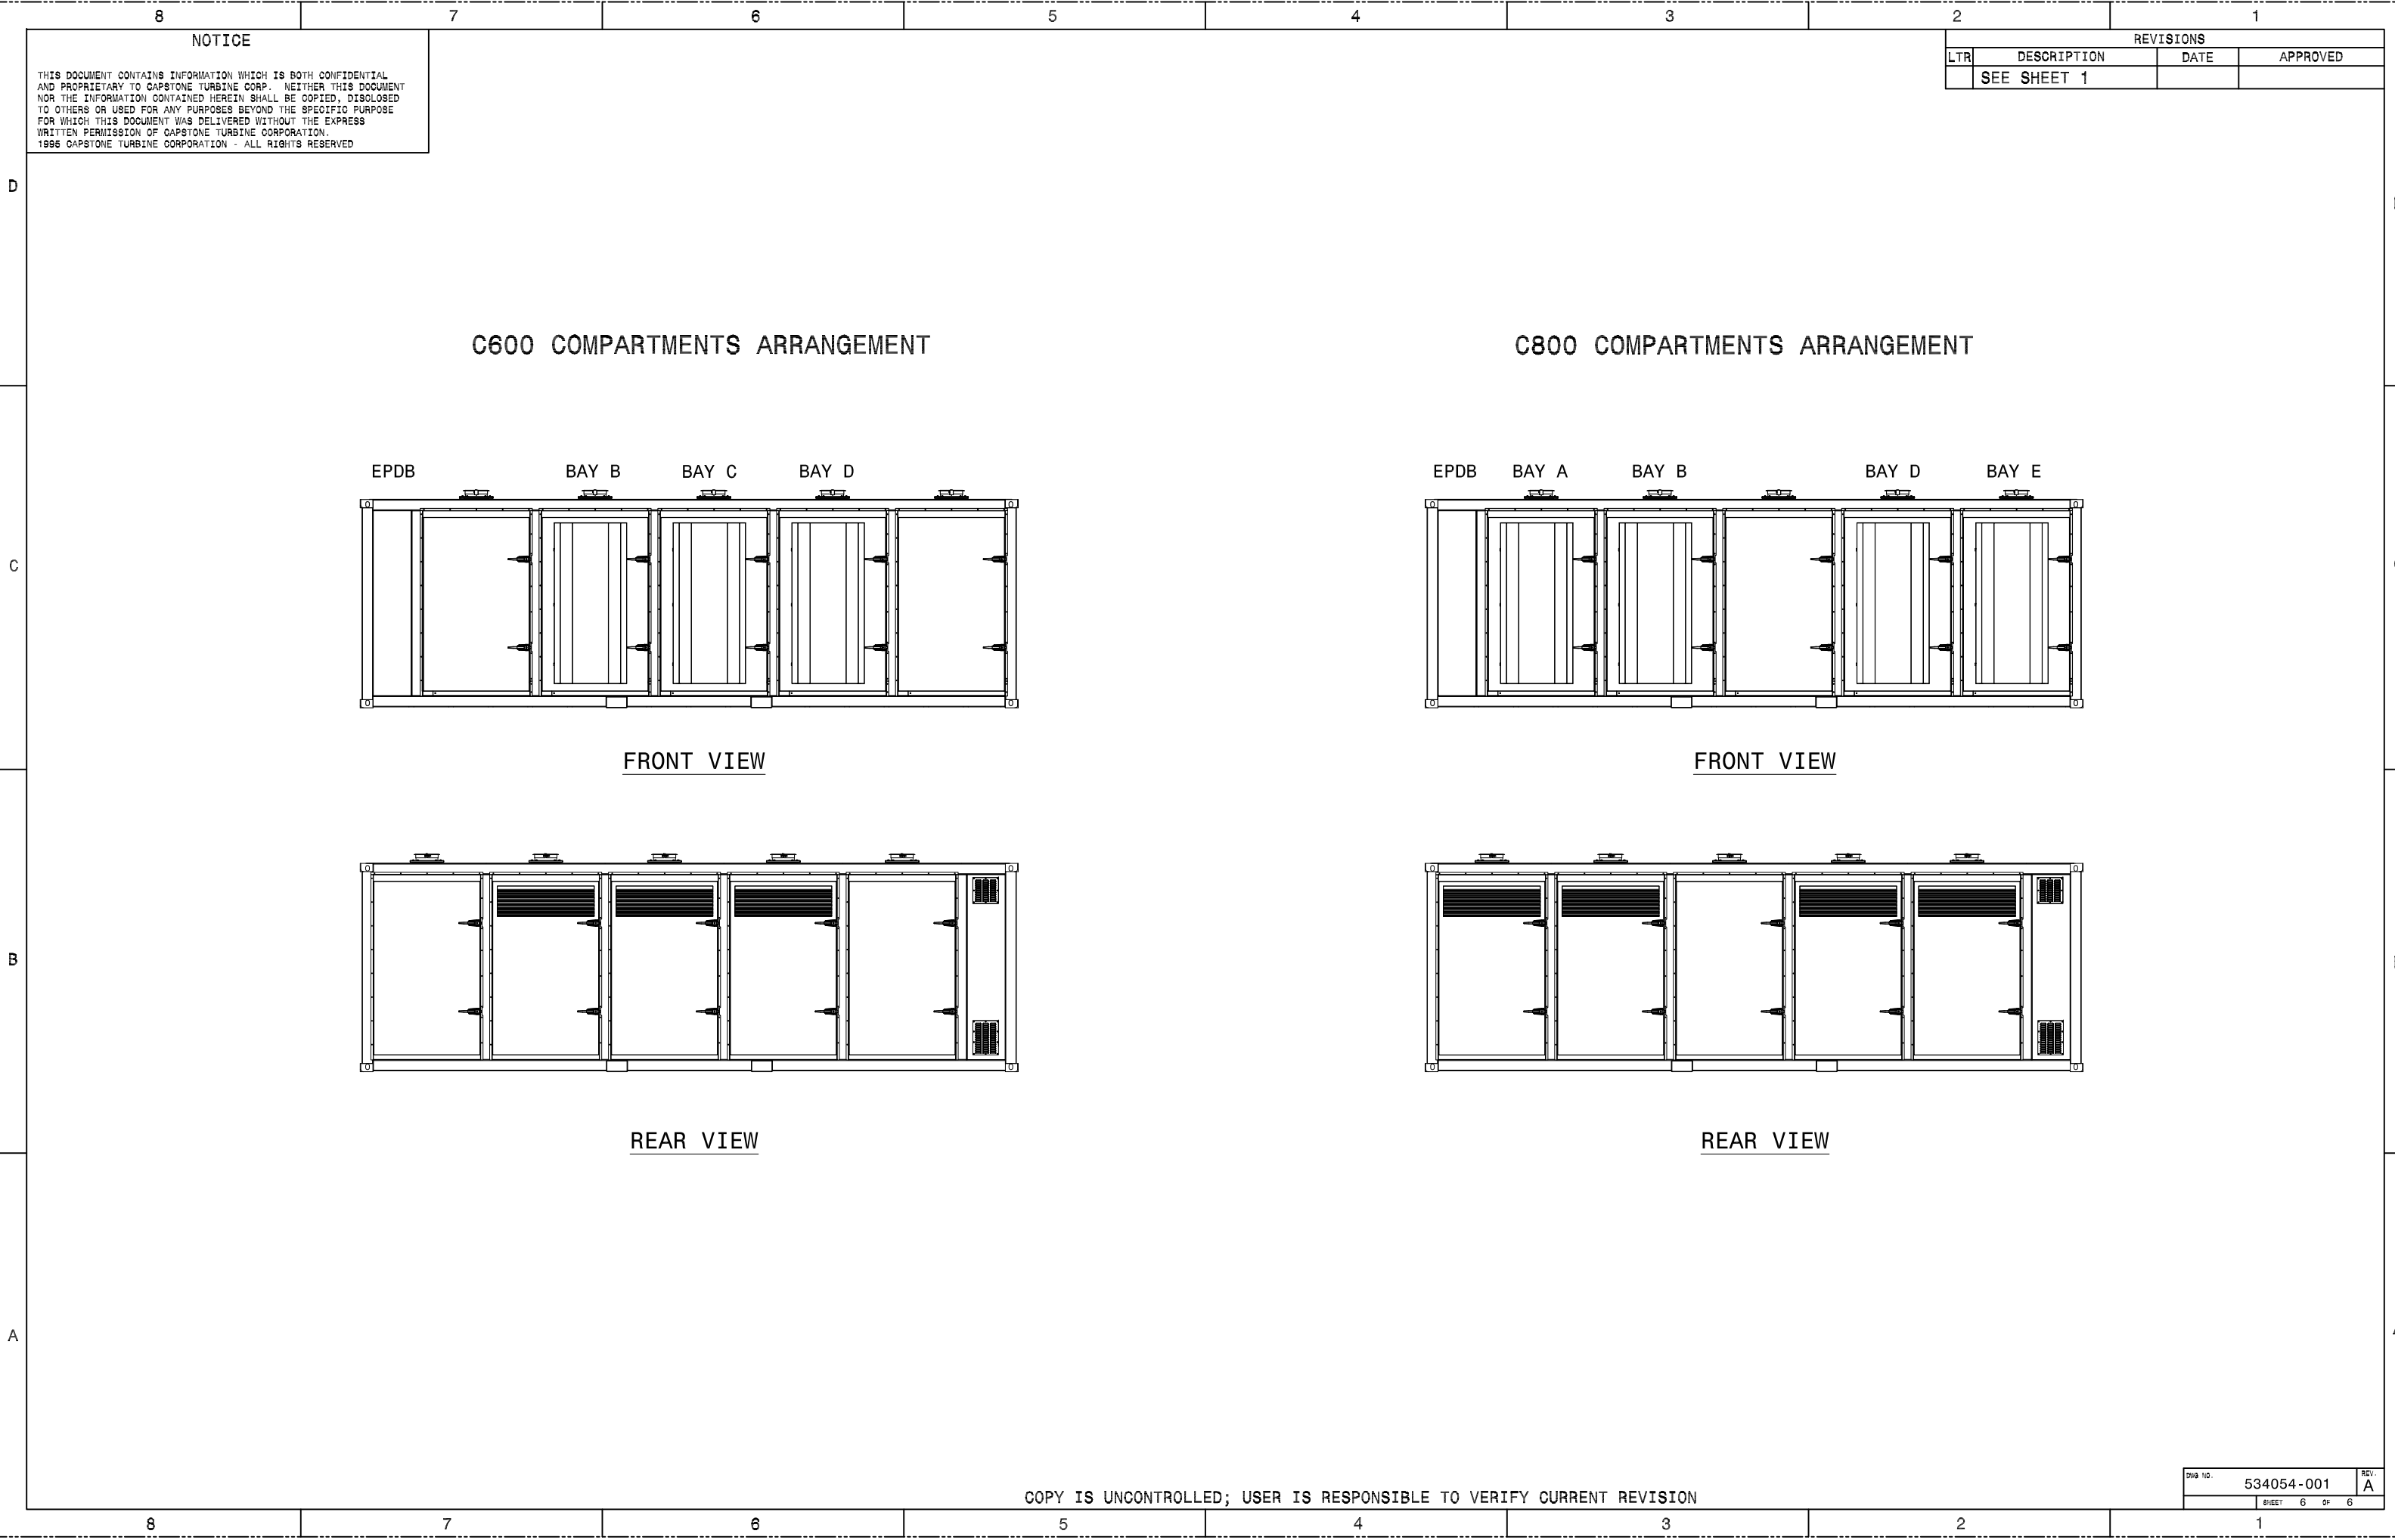 8 7 6 5 4 3 2 1
NOTICE
THIS DOCUMENT CONTAINS INFORMATION WHICH IS BOTH CONFIDENTIAL
AND PROPRIETARY TO CAPSTONE TURBINE CORP. NEITHER THIS DOCUMENT
NOR THE INFORMATION CONTAINED HEREIN SHALL BE COPIED, DISCLOSED
TO OTHERS OR USED FOR ANY PURPOSES BEYOND THE SPECIFIC PURPOSE
FOR WHICH THIS DOCUMENT WAS DELIVERED WITHOUT THE EXPRESS
WRITTEN PERMISSION OF CAPSTONE TURBINE CORPORATION.
1995 CAPSTONE TURBINE CORPORATION - ALL RIGHTS RESERVED
REVISIONS
LTR DESCRIPTION DATE APPROVED
SEE SHEET 1
D
C600 COMPARTMENTS ARRANGEMENT
C800 COMPARTMENTS ARRANGEMENT
EPDB BAY B BAY C BAY D
EPDB BAY A BAY B BAY D BAY E
C
FRONT VIEW
FRONT VIEW
B
REAR VIEW
REAR VIEW
A
COPY IS UNCONTROLLED; USER IS RESPONSIBLE TO VERIFY CURRENT REVISION
DWG NO. 534054-001 REV. A
SHEET 6 OF 6
8 7 6 5 4 3 2 1